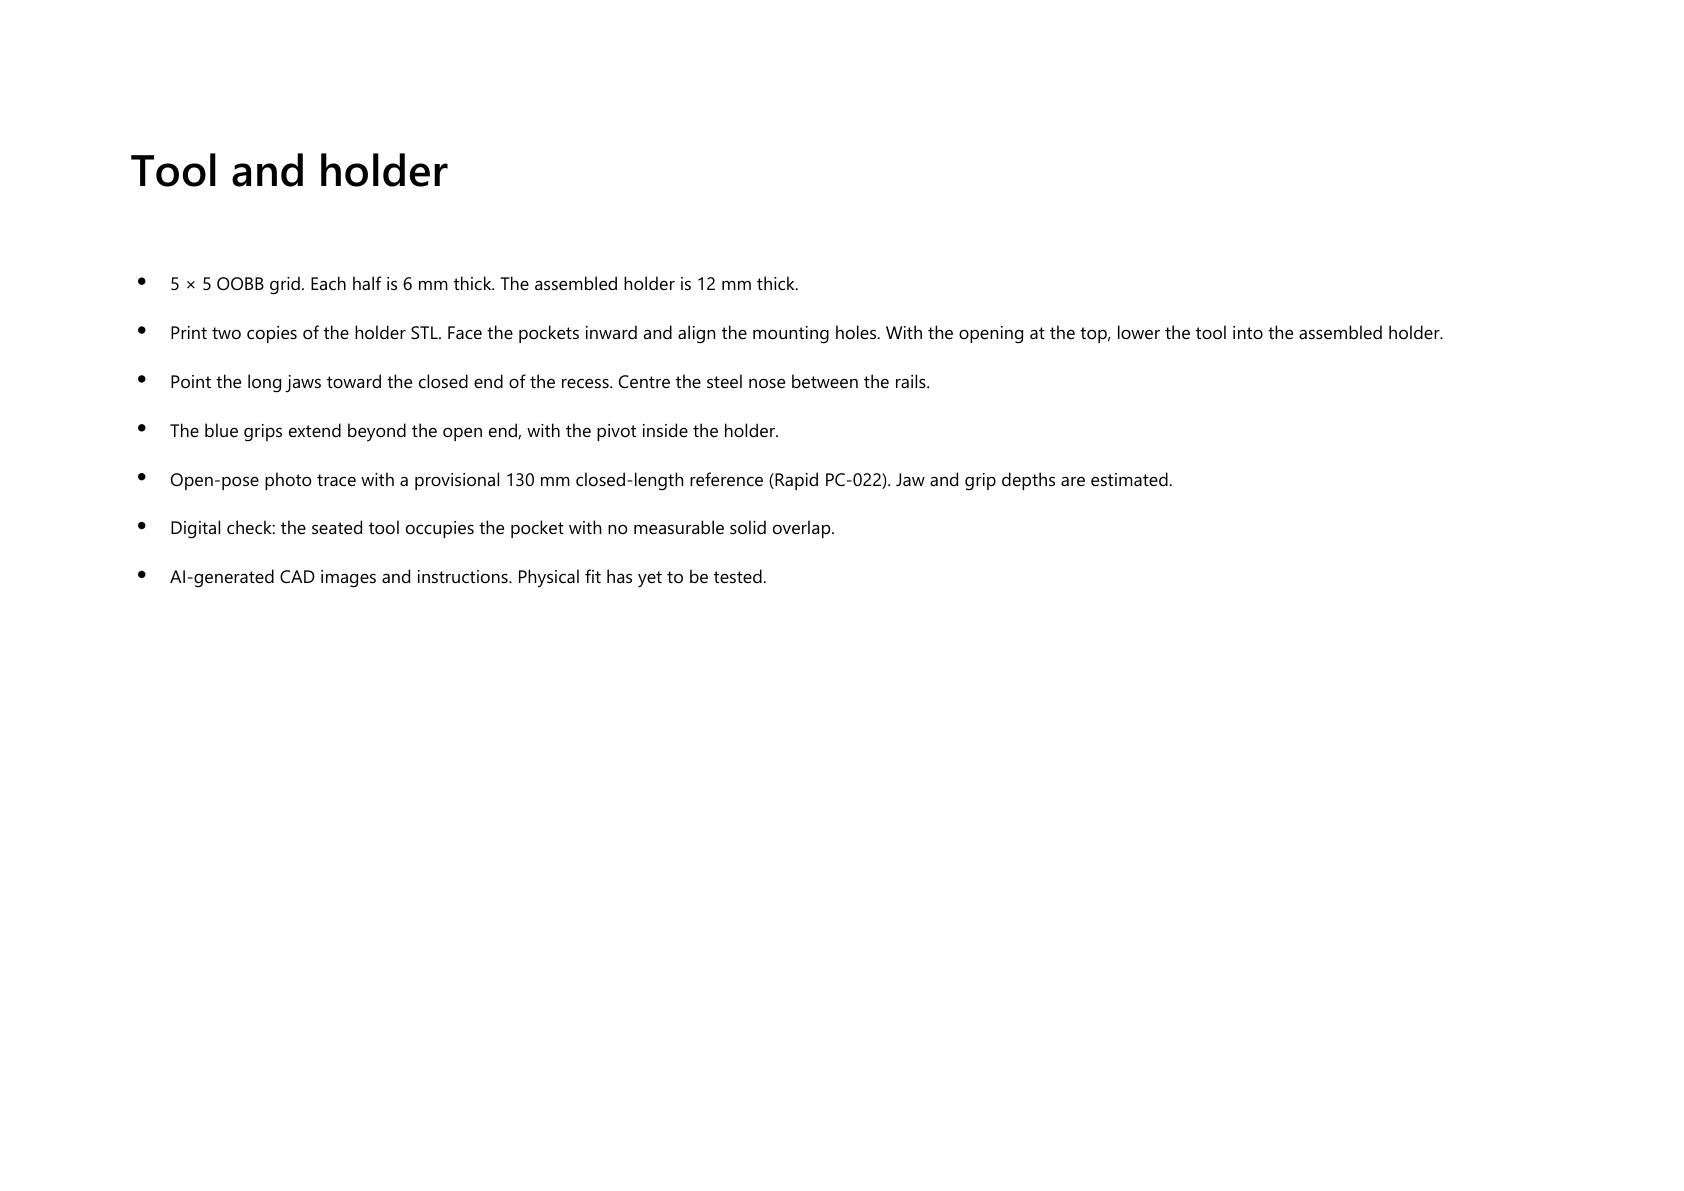 Tool and holder
• 5 × 5 OOBB grid. Each half is 6 mm thick. The assembled holder is 12 mm thick.
• Print two copies of the holder STL. Face the pockets inward and align the mounting holes. With the opening at the top, lower the tool into the assembled holder.
• Point the long jaws toward the closed end of the recess. Centre the steel nose between the rails.
• The blue grips extend beyond the open end, with the pivot inside the holder.
• Open-pose photo trace with a provisional 130 mm closed-length reference (Rapid PC-022). Jaw and grip depths are estimated.
• Digital check: the seated tool occupies the pocket with no measurable solid overlap.
• AI-generated CAD images and instructions. Physical fit has yet to be tested.